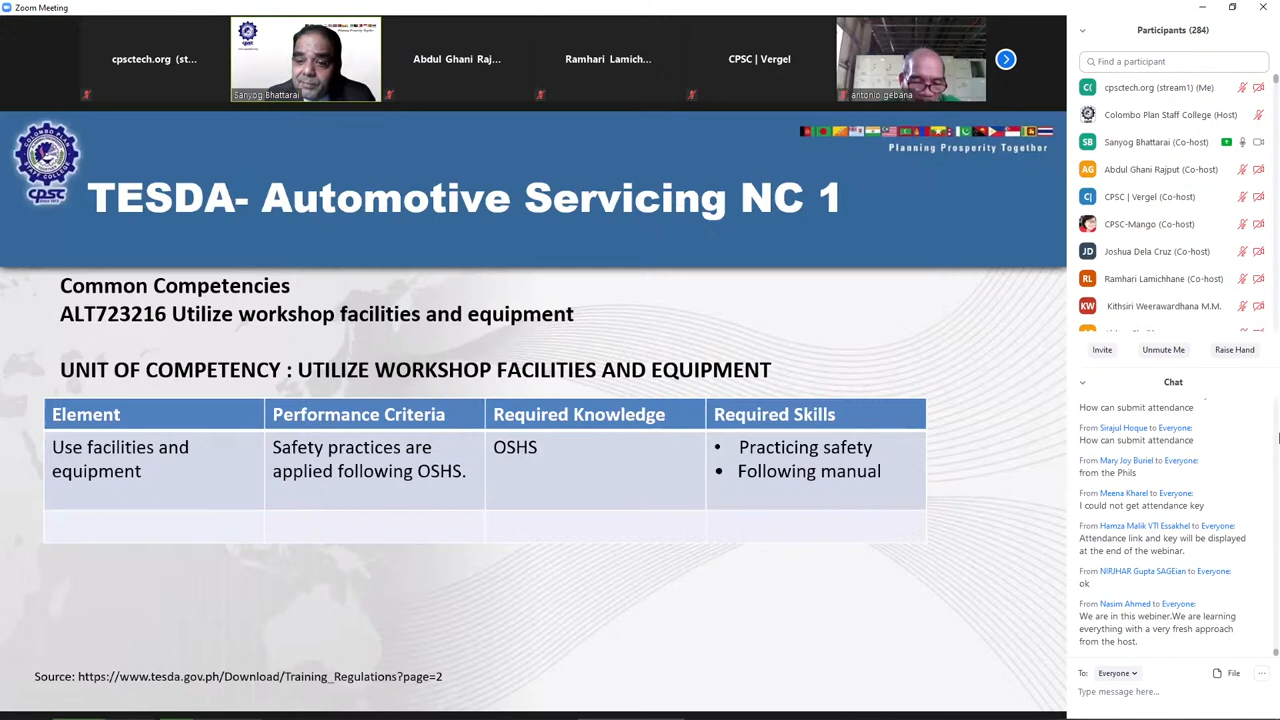 Zoom Meeting
cpsctech.org (st...
Sanyog Bhattarai
Abdul Ghani Raj...
Ramhari Lamich...
CPSC | Vergel
antonio gebana
CPSC
Planning Prosperity Together
TESDA- Automotive Servicing NC 1
Common Competencies
ALT723216 Utilize workshop facilities and equipment
UNIT OF COMPETENCY : UTILIZE WORKSHOP FACILITIES AND EQUIPMENT
Element Performance Criteria Required Knowledge Required Skills
Use facilities and equipment
Safety practices are applied following OSHS.
OSHS
• Practicing safety
• Following manual
Source: https://www.tesda.gov.ph/Download/Training_Regulations?page=2
Participants (284)
Find a participant
C( cpsctech.org (stream1) (Me)
Colombo Plan Staff College (Host)
SB Sanyog Bhattarai (Co-host)
AG Abdul Ghani Rajput (Co-host)
C| CPSC | Vergel (Co-host)
CPSC-Mango (Co-host)
JD Joshua Dela Cruz (Co-host)
RL Ramhari Lamichhane (Co-host)
KW Kithsiri Weerawardhana M.M.
Invite Unmute Me Raise Hand
Chat
How can submit attendance
From Sirajul Hoque to Everyone:
How can submit attendance
From Mary Joy Buriel to Everyone:
from the Phils
From Meena Kharel to Everyone:
I could not get attendance key
From Hamza Malik VTI Essakhel to Everyone:
Attendance link and key will be displayed
at the end of the webinar.
From NIRJHAR Gupta SAGEian to Everyone:
ok
From Nasim Ahmed to Everyone:
We are in this webiner.We are learning
everything with a very fresh approach
from the host.
To: Everyone File ...
Type message here...